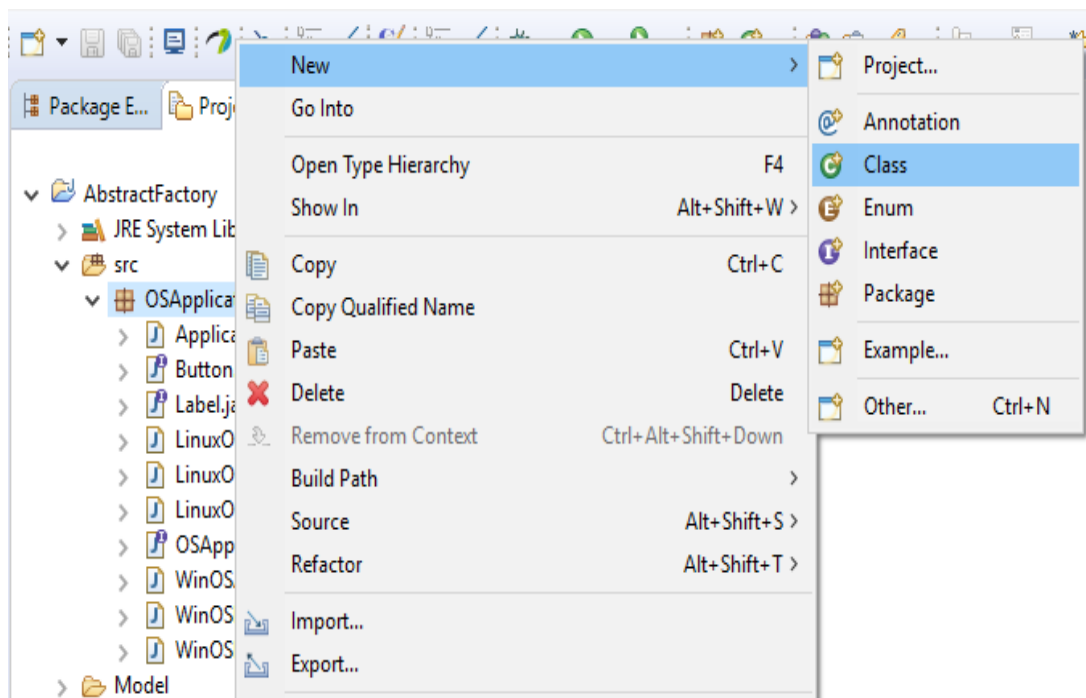 Package E...
Proj
AbstractFactory
JRE System Lib
src
OSApplica
Applica
Button
Label.ja
LinuxO
LinuxO
LinuxO
OSApp
WinOS
WinOS
WinOS
Model
New
Go Into
Open Type Hierarchy F4
Show In Alt+Shift+W >
Copy Ctrl+C
Copy Qualified Name
Paste Ctrl+V
Delete Delete
Remove from Context Ctrl+Alt+Shift+Down
Build Path
Source Alt+Shift+S >
Refactor Alt+Shift+T >
Import...
Export...
Project...
Annotation
Class
Enum
Interface
Package
Example...
Other... Ctrl+N